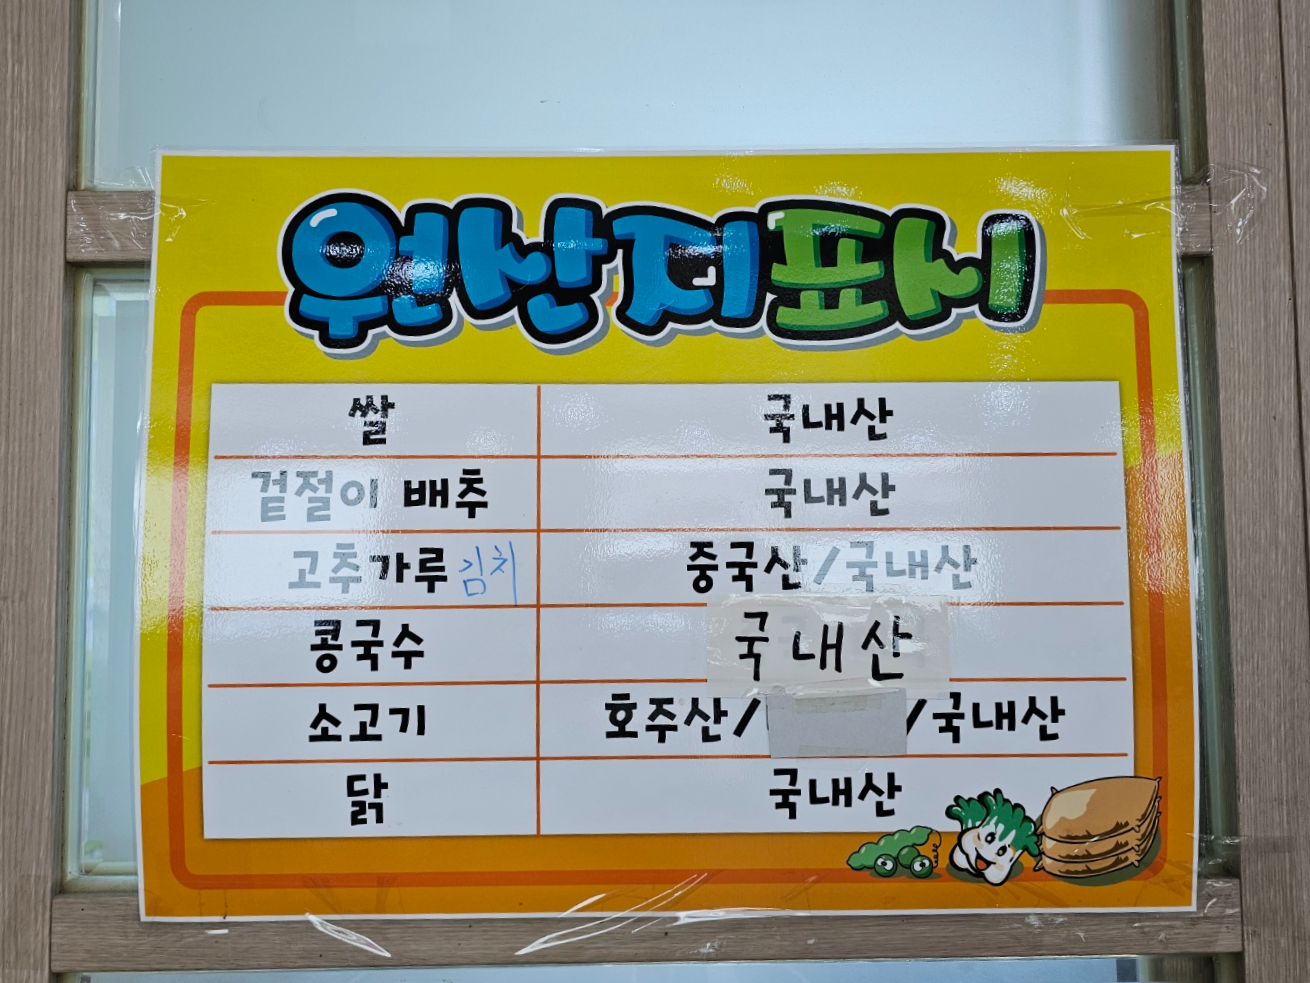 원산지표시
쌀 국내산
겉절이 배추 국내산
고추가루 김치 중국산/국내산
콩국수 국내산
소고기 호주산/ /국내산
닭 국내산